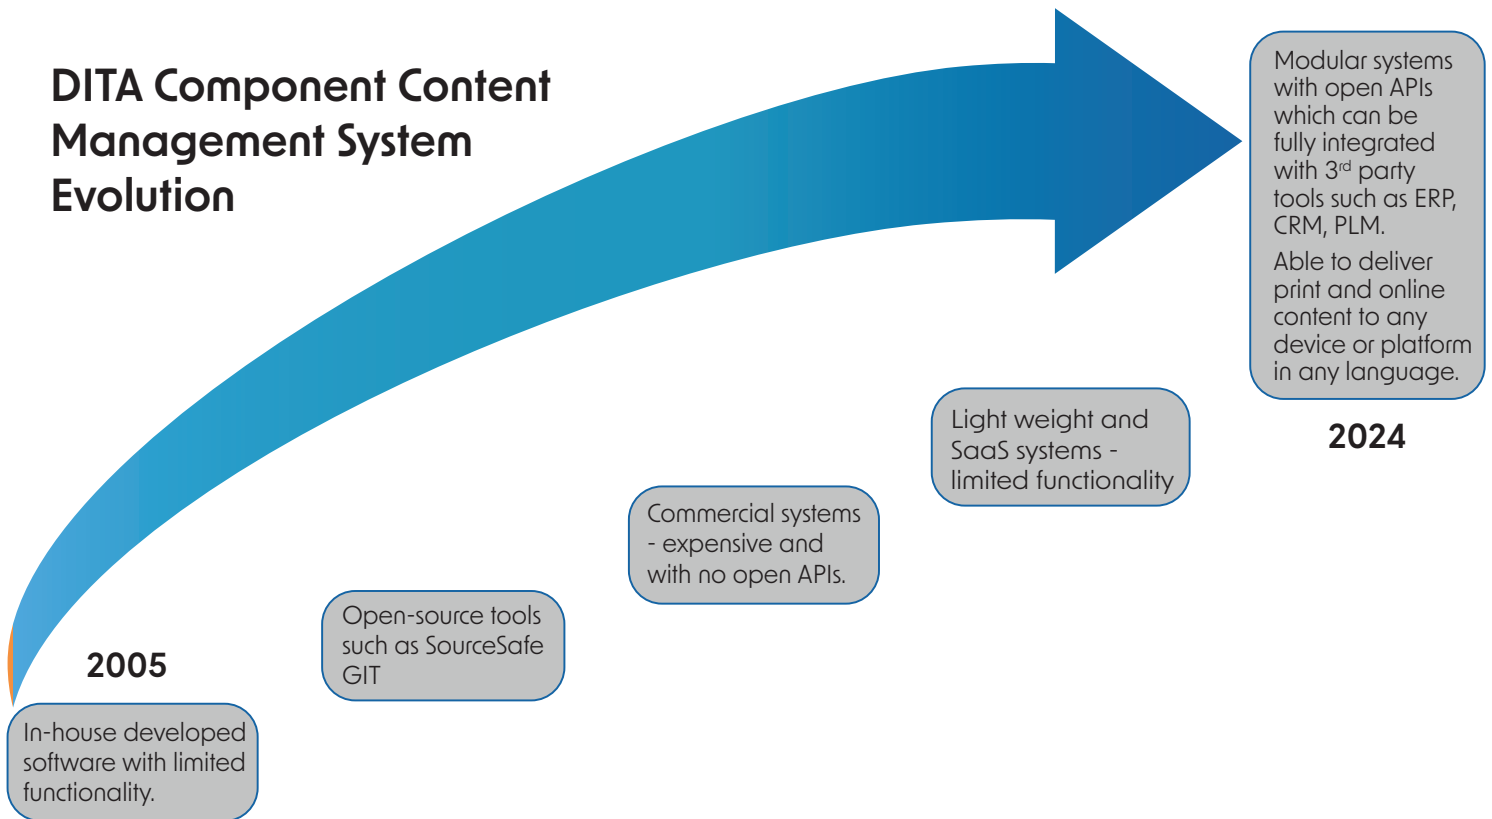 DITA Component Content
Management System
Evolution
2005
In-house developed
software with limited
functionality.
Open-source tools
such as SourceSafe
GIT
Commercial systems
- expensive and
with no open APIs.
Light weight and
SaaS systems -
limited functionality
Modular systems
with open APIs
which can be
fully integrated
with 3rd party
tools such as ERP,
CRM, PLM.
Able to deliver
print and online
content to any
device or platform
in any language.
2024